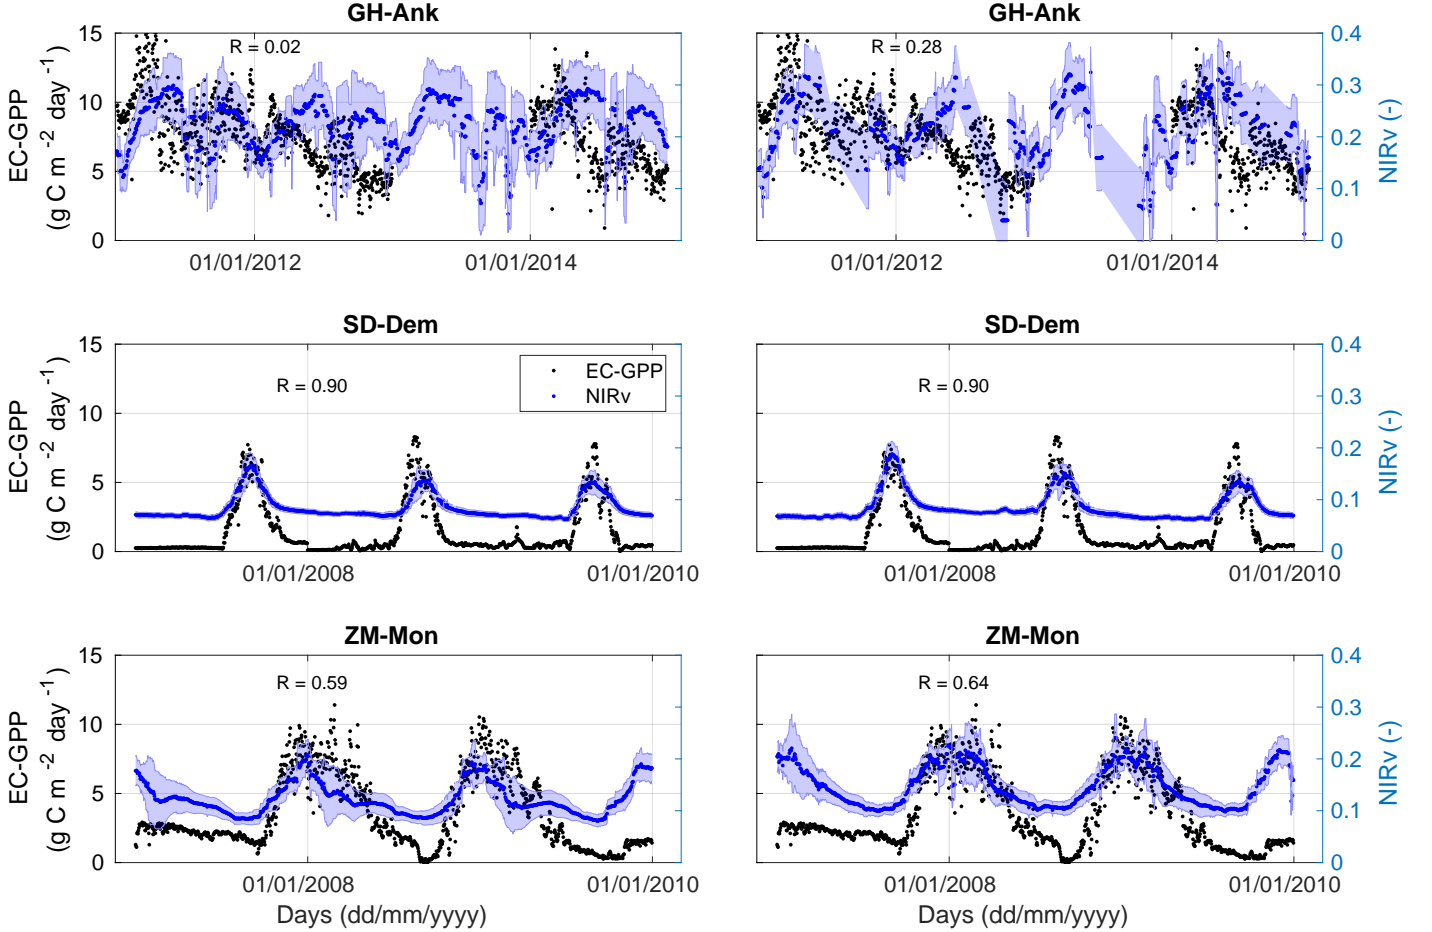 GH-Ank
GH-Ank
15
10
5
0
EC-GPP
(g C m -2 day -1)
R = 0.02
01/01/2012
01/01/2014
R = 0.28
01/01/2012
01/01/2014
0.4
0.3
0.2
0.1
0
NIRv (-)
SD-Dem
SD-Dem
15
10
5
0
EC-GPP
(g C m -2 day -1)
R = 0.90
EC-GPP
NIRv
01/01/2008
01/01/2010
R = 0.90
01/01/2008
01/01/2010
0.4
0.3
0.2
0.1
0
NIRv (-)
ZM-Mon
ZM-Mon
15
10
5
0
EC-GPP
(g C m -2 day -1)
R = 0.59
01/01/2008
01/01/2010
Days (dd/mm/yyyy)
R = 0.64
01/01/2008
01/01/2010
Days (dd/mm/yyyy)
0.4
0.3
0.2
0.1
0
NIRv (-)